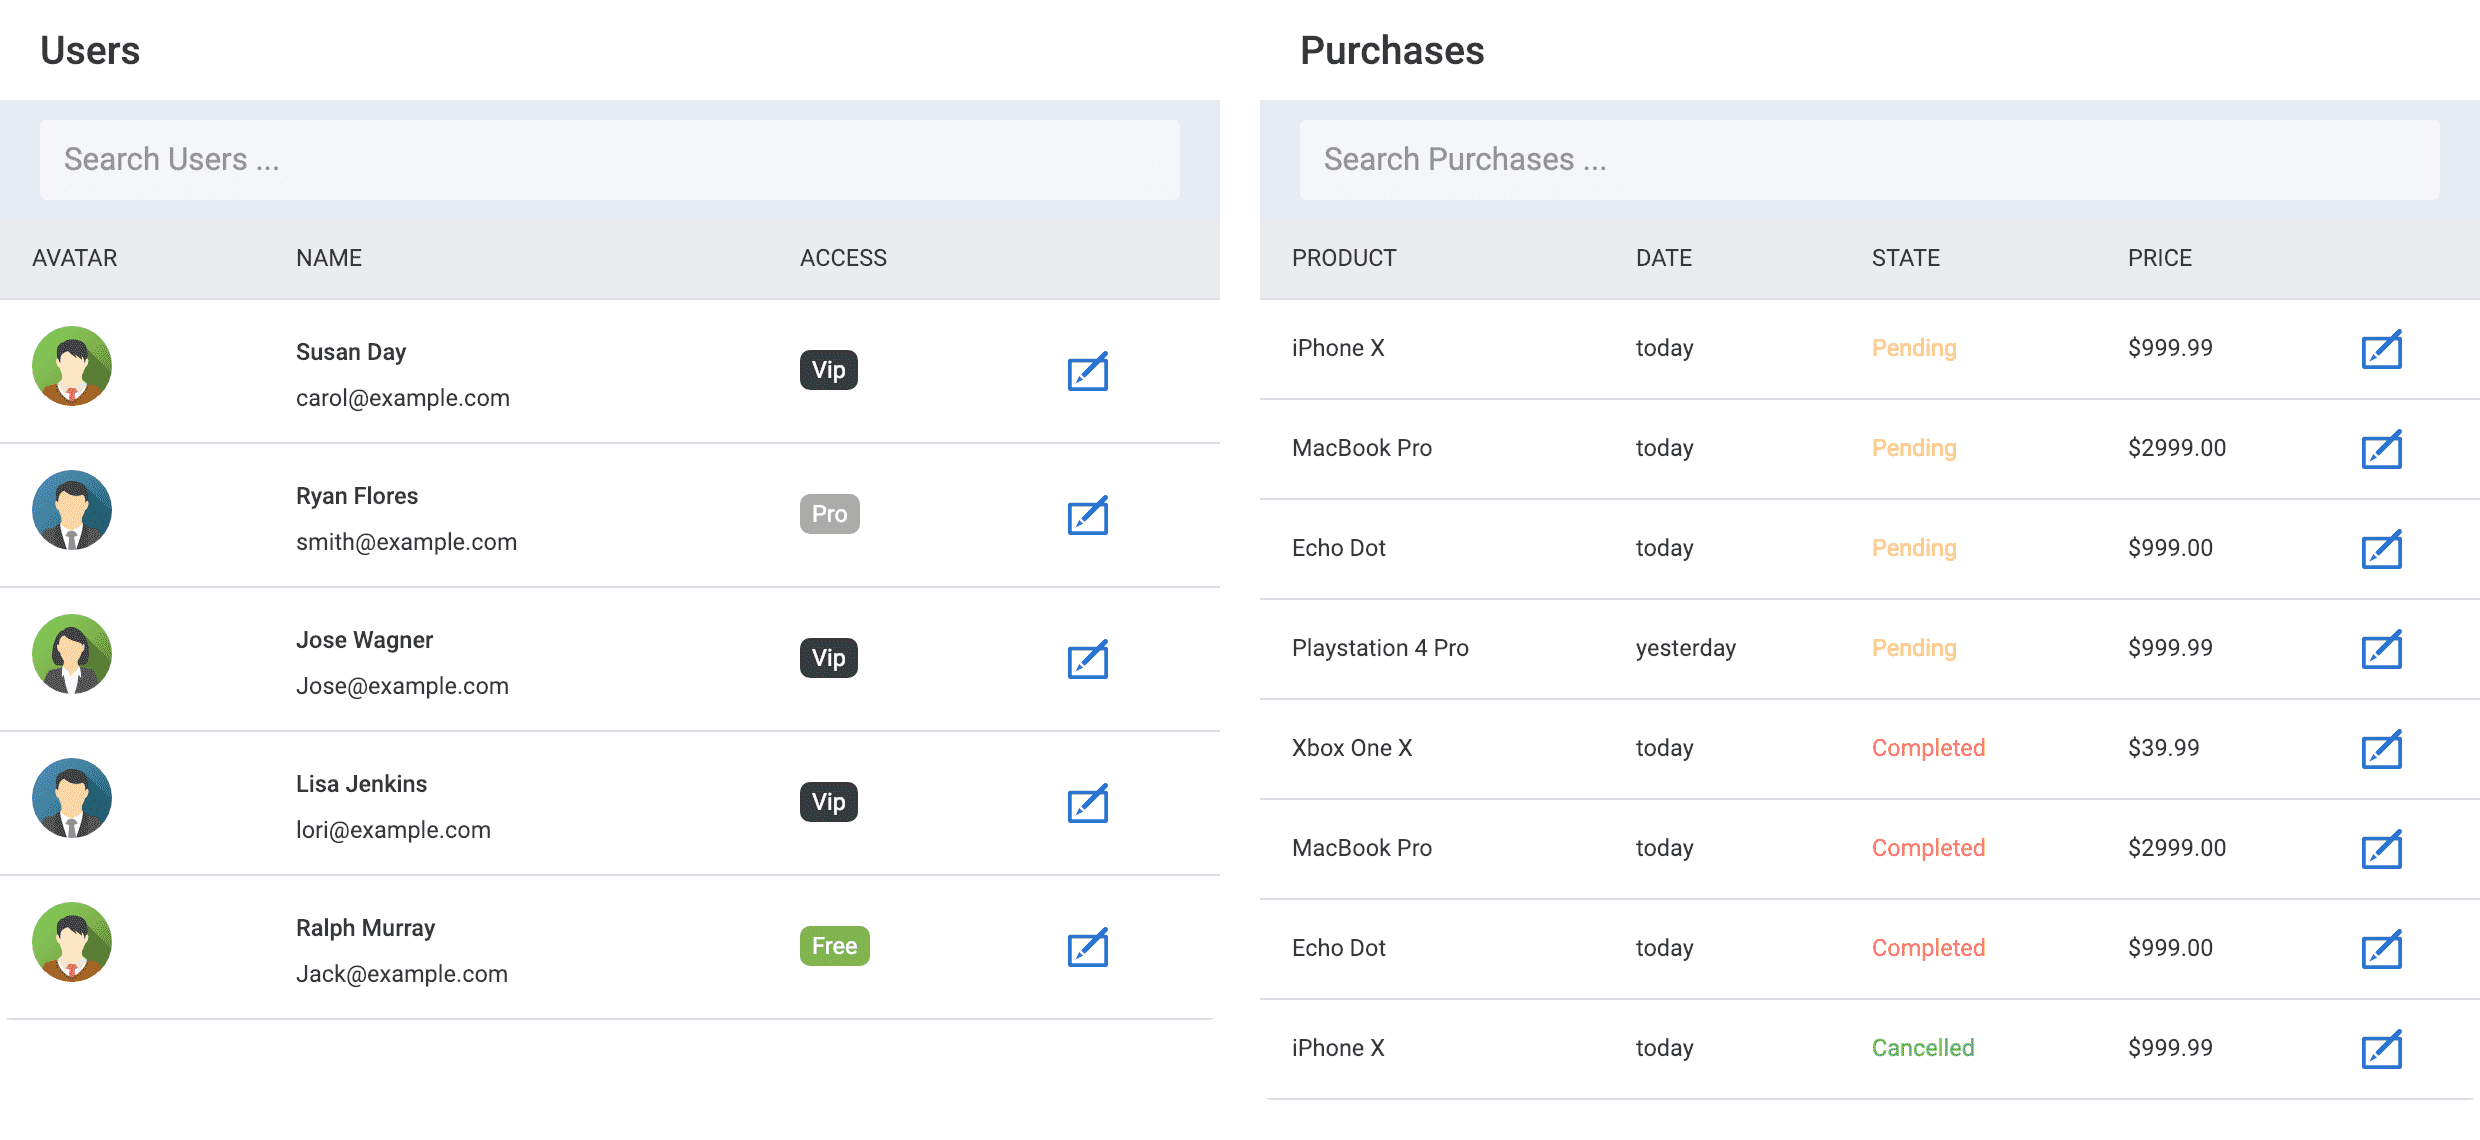 Users
Search Users ...
AVATAR NAME ACCESS
Susan Day
carol@example.com
Vip
Ryan Flores
smith@example.com
Pro
Jose Wagner
Jose@example.com
Vip
Lisa Jenkins
lori@example.com
Vip
Ralph Murray
Jack@example.com
Free
Purchases
Search Purchases ...
PRODUCT DATE STATE PRICE
iPhone X today Pending $999.99
MacBook Pro today Pending $2999.00
Echo Dot today Pending $999.00
Playstation 4 Pro yesterday Pending $999.99
Xbox One X today Completed $39.99
MacBook Pro today Completed $2999.00
Echo Dot today Completed $999.00
iPhone X today Cancelled $999.99